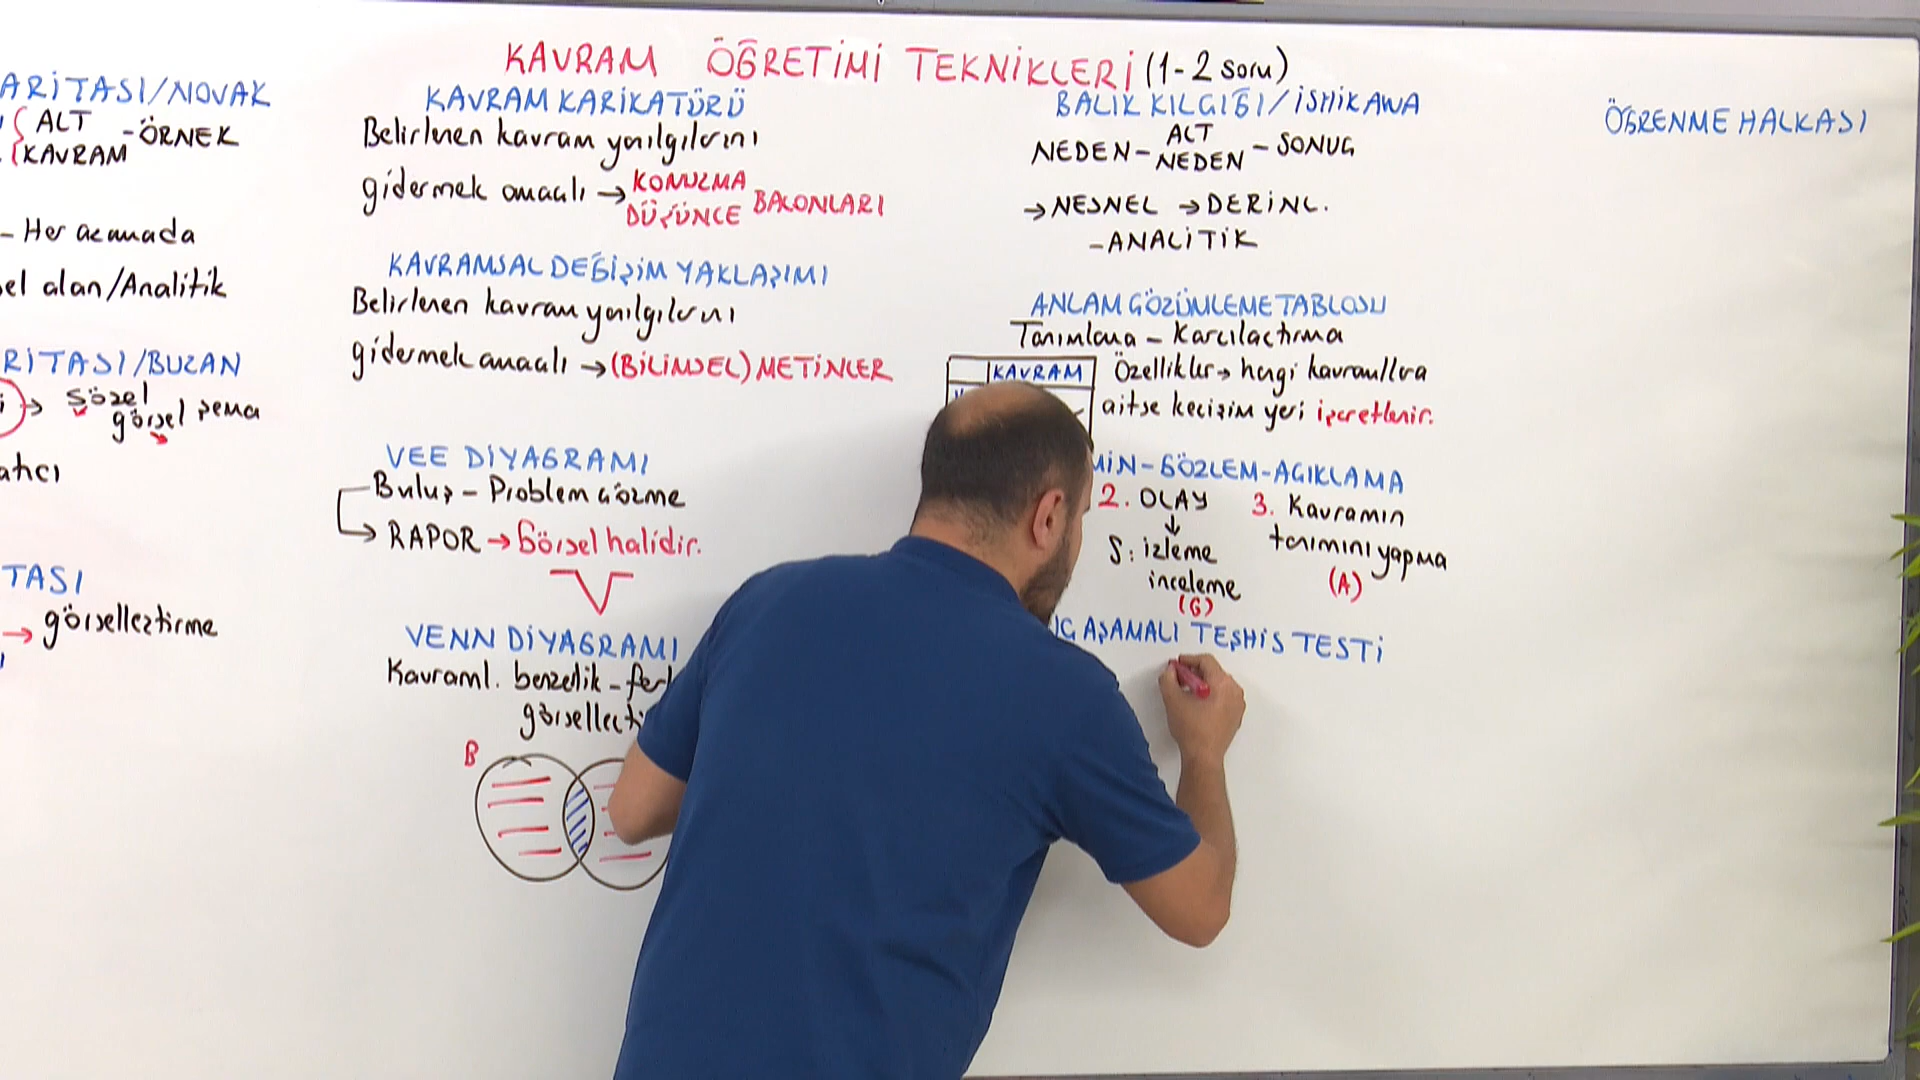 KAVRAM ÖĞRETİMİ TEKNİKLERİ (1-2 soru)
ARİTASI/NOVAK
ALT
KAVRAM -ÖRNEK
- Her aşamada
el alan/Analitik
RİTASI/BUZAN
i → Sözel
görsel şema
atıcı
TASI
→ görselleştirme
KAVRAM KARİKATÜRÜ
Belirlenen kavram yanılgılarını
gidermek amaçlı → KONUŞMA
DÜŞÜNCE BALONLARI
KAVRAMSAL DEĞİŞİM YAKLAŞIMI
Belirlenen kavram yanılgılarını
gidermek amaçlı → (BİLİMSEL) METİNLER
VEE DİYAGRAMI
Buluş - Problem Çözme
→ RAPOR → Görsel halidir.
VENN DİYAGRAMI
Kavraml. benzerlik - far
görselleşti
B
BALIK KILÇIĞI/İSHİKAWA
NEDEN - ALT NEDEN - SONUÇ
→ NESNEL → DERİNL.
- ANALİTİK
ANLAM ÇÖZÜMLEME TABLOSU
Tanımlama - Karşılaştırma
KAVRAM
Özellikler → hangi kavramlara
aitse kesişim yeri işaretlenir.
MİN-GÖZLEM-AÇIKLAMA
2. OLAY
↓
S: izleme
inceleme
(G)
3. Kavramın
tanımını yapma
(A)
Ç AŞAMALI TEŞHİS TESTİ
ÖĞRENME HALKASI